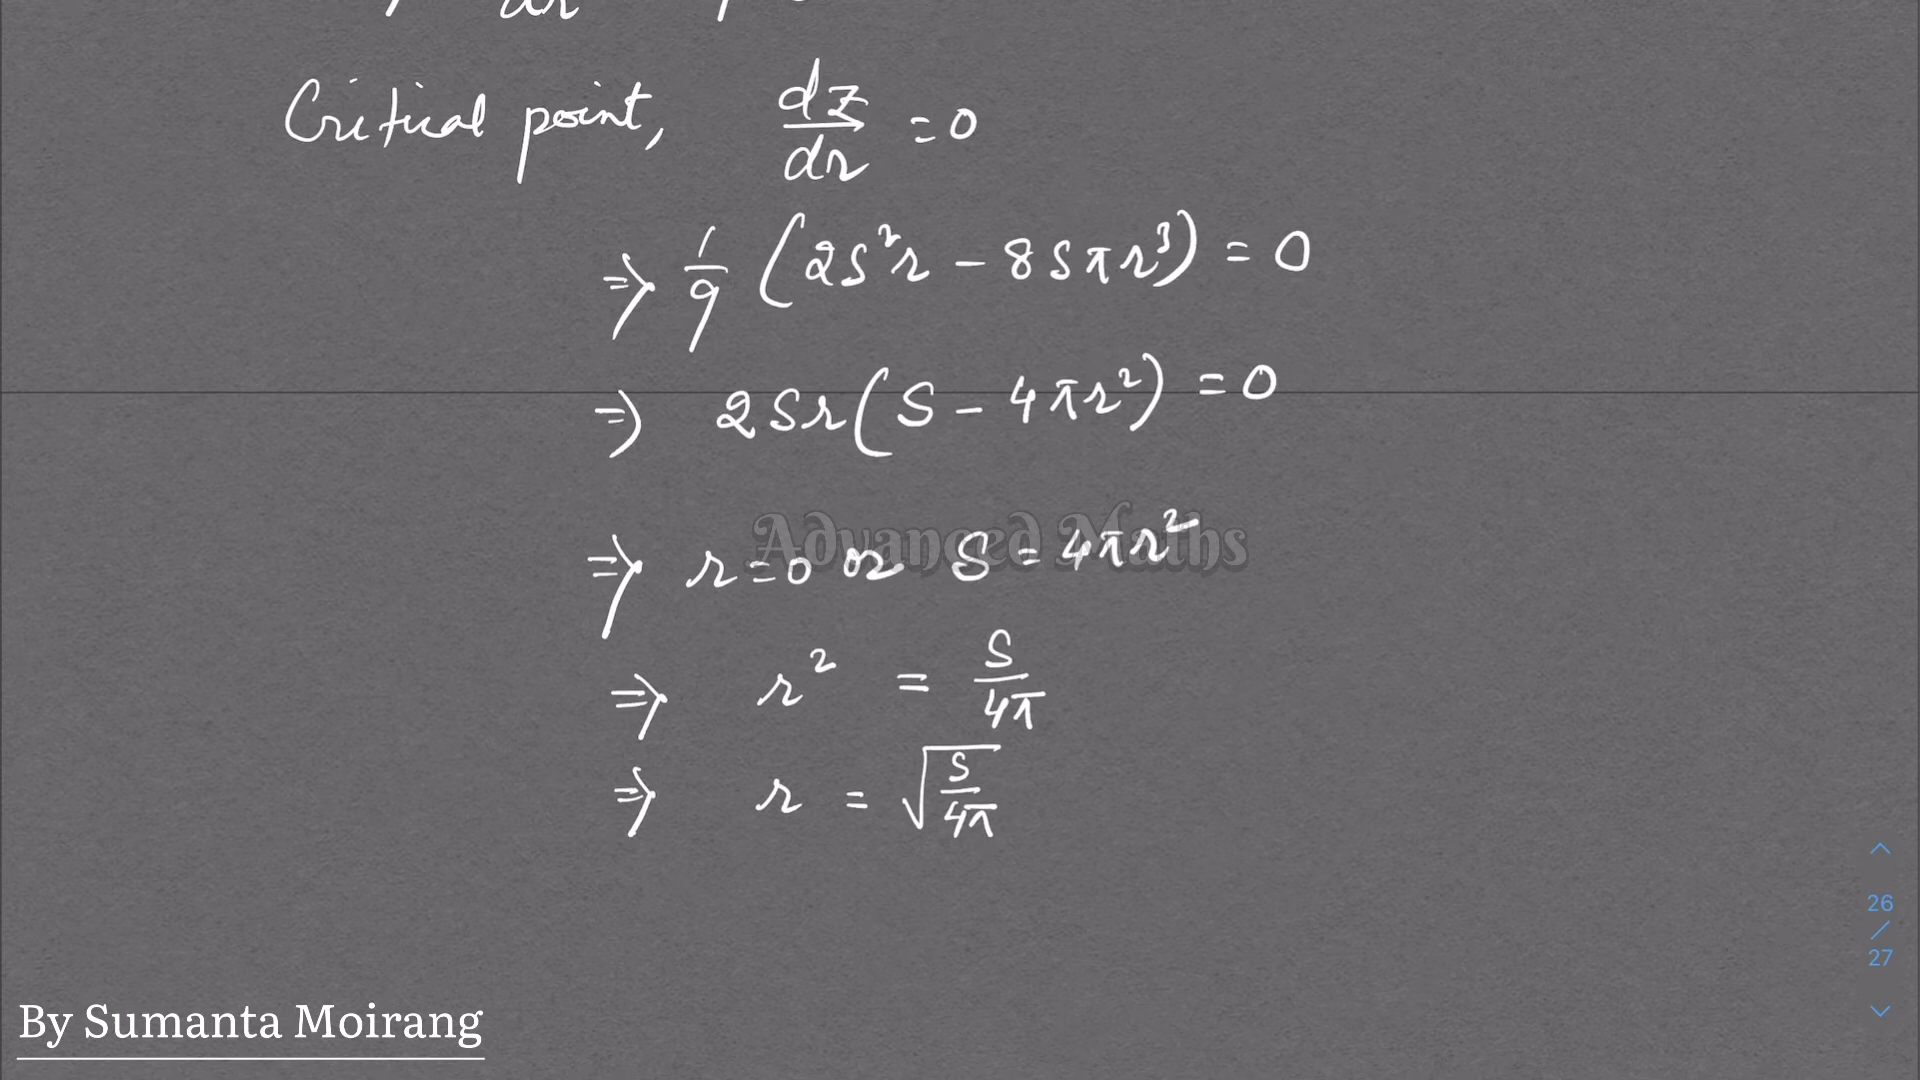 dr
Critical point, dz/dr = 0
⇒ 1/9 (2S²r − 8Sπr³) = 0
⇒ 2Sr(S − 4πr²) = 0
Advanced Maths
⇒ r=0 or S = 4πr²
⇒ r² = S/4π
⇒ r = √(S/4π)
26
/
27
By Sumanta Moirang